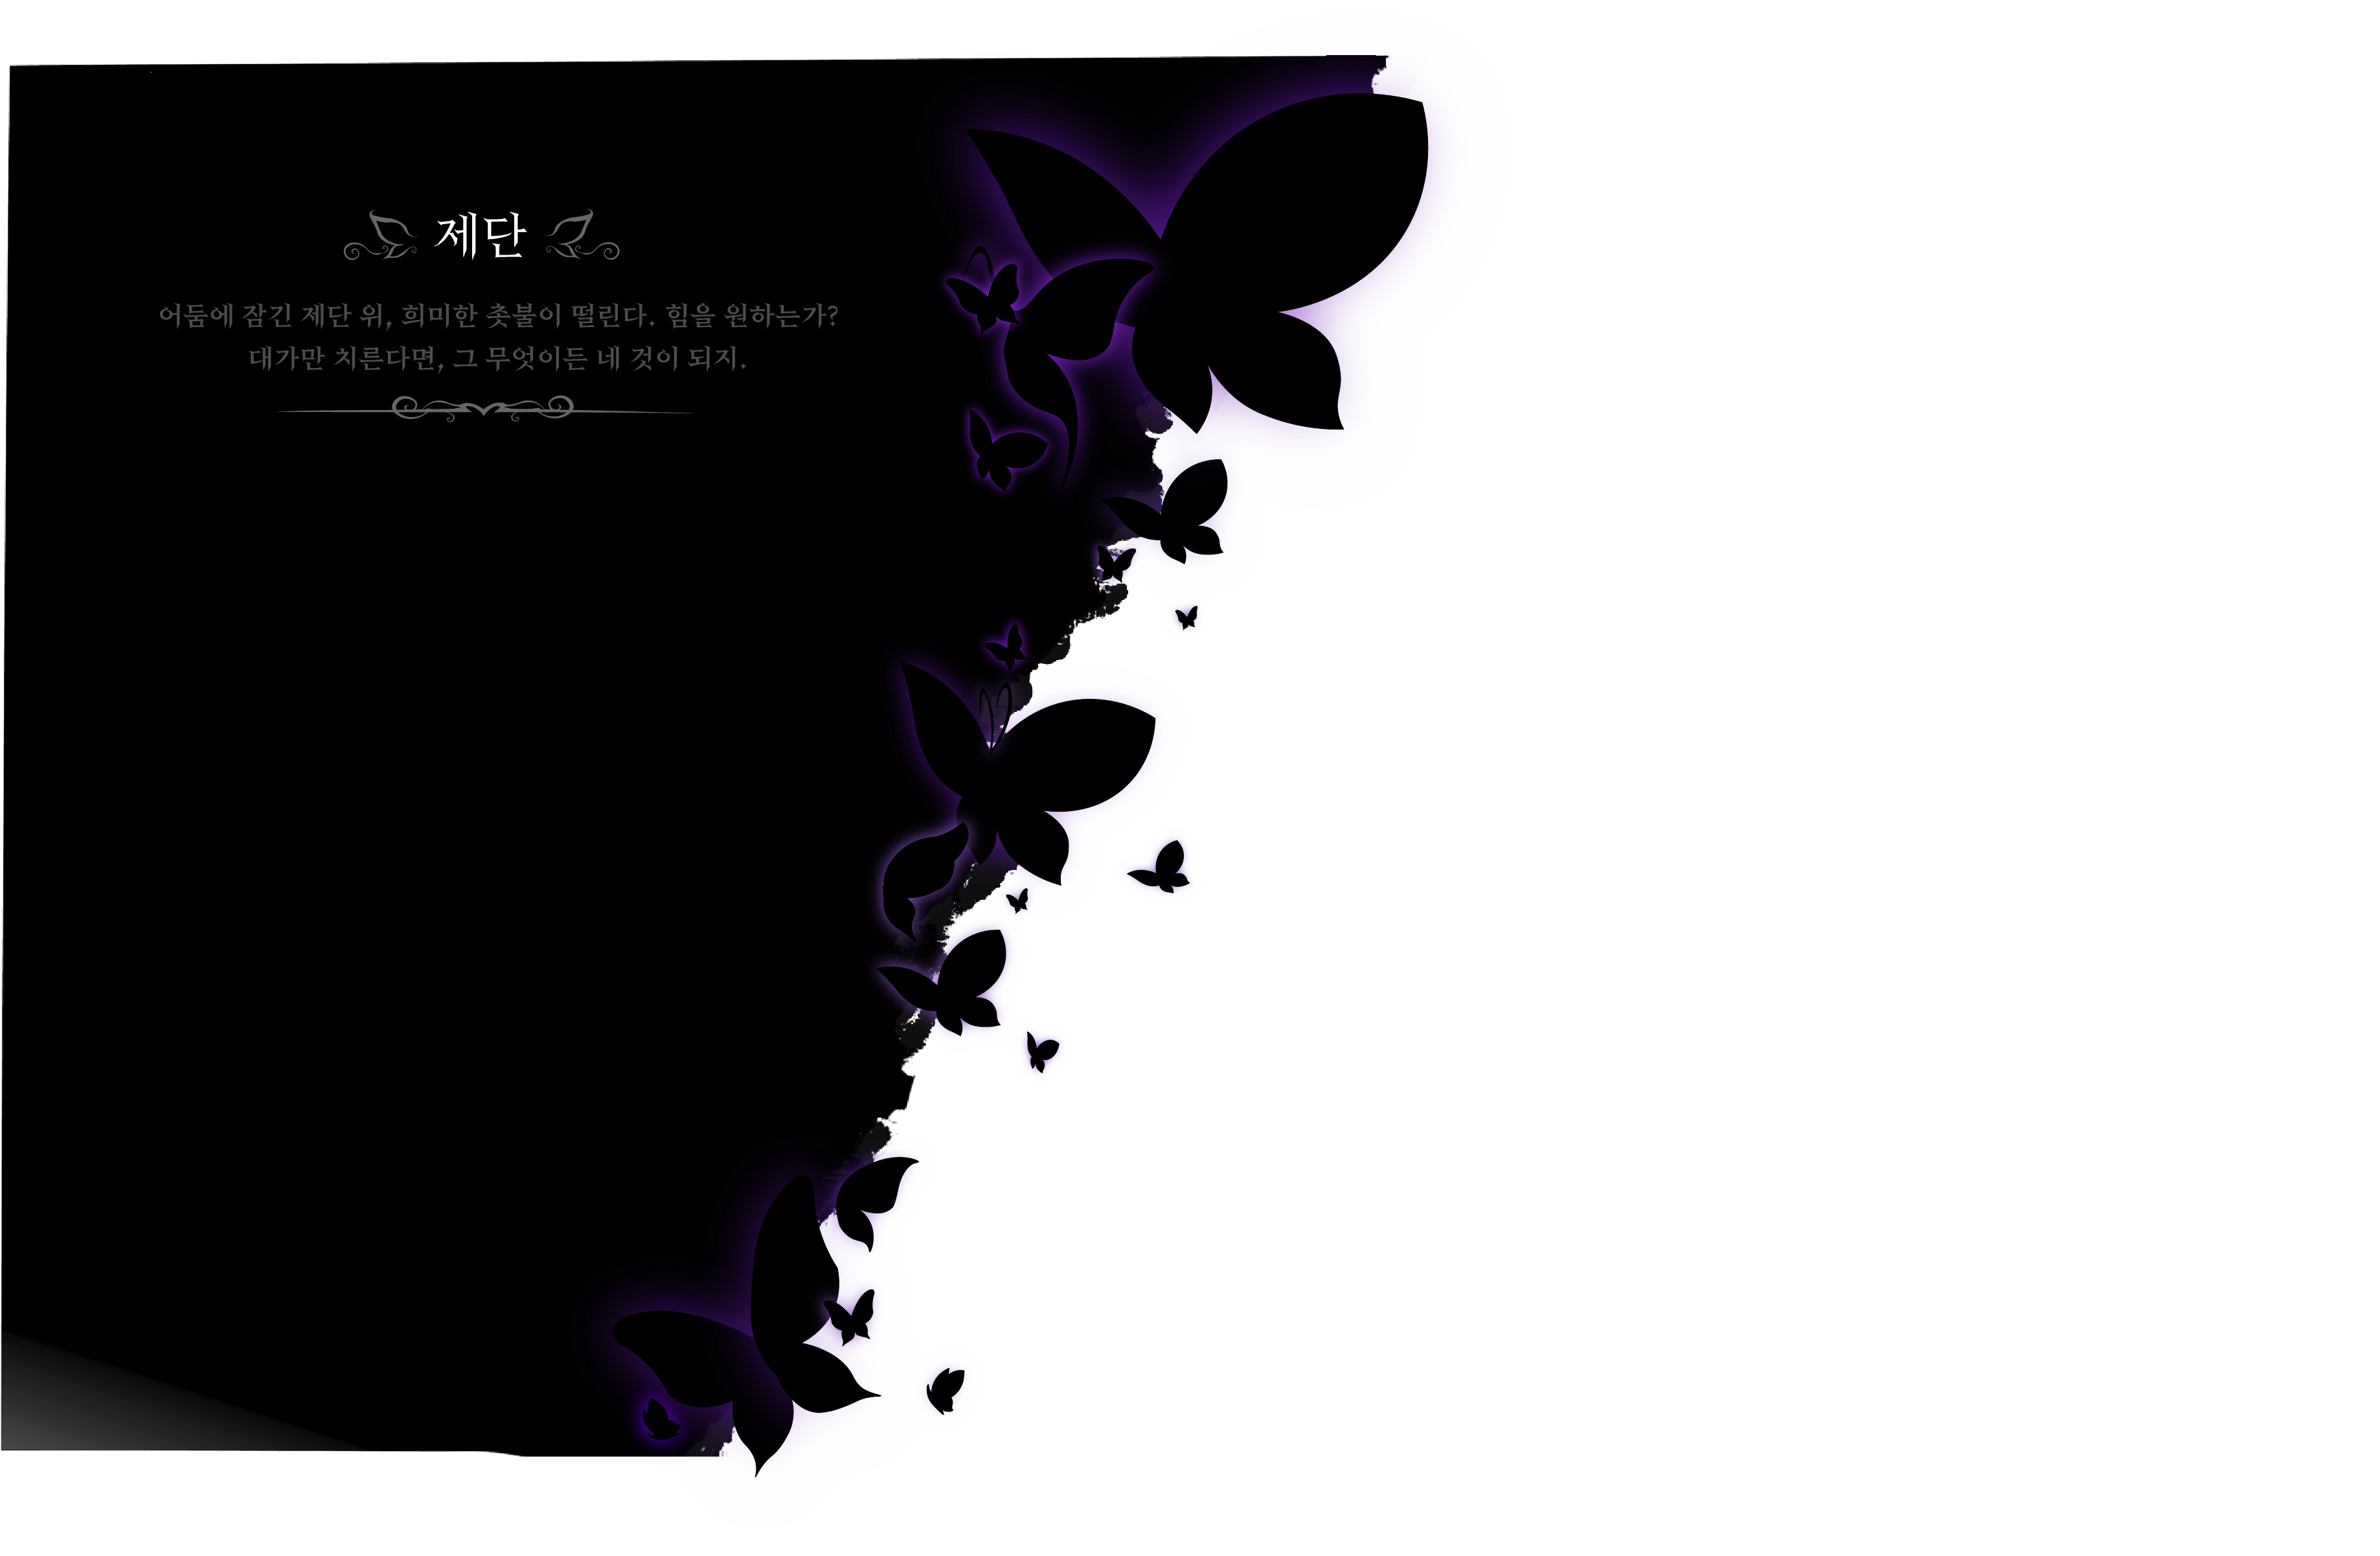 제단
어둠에 잠긴 제단 위, 희미한 촛불이 떨린다. 힘을 원하는가?
대가만 치른다면, 그 무엇이든 네 것이 되지.